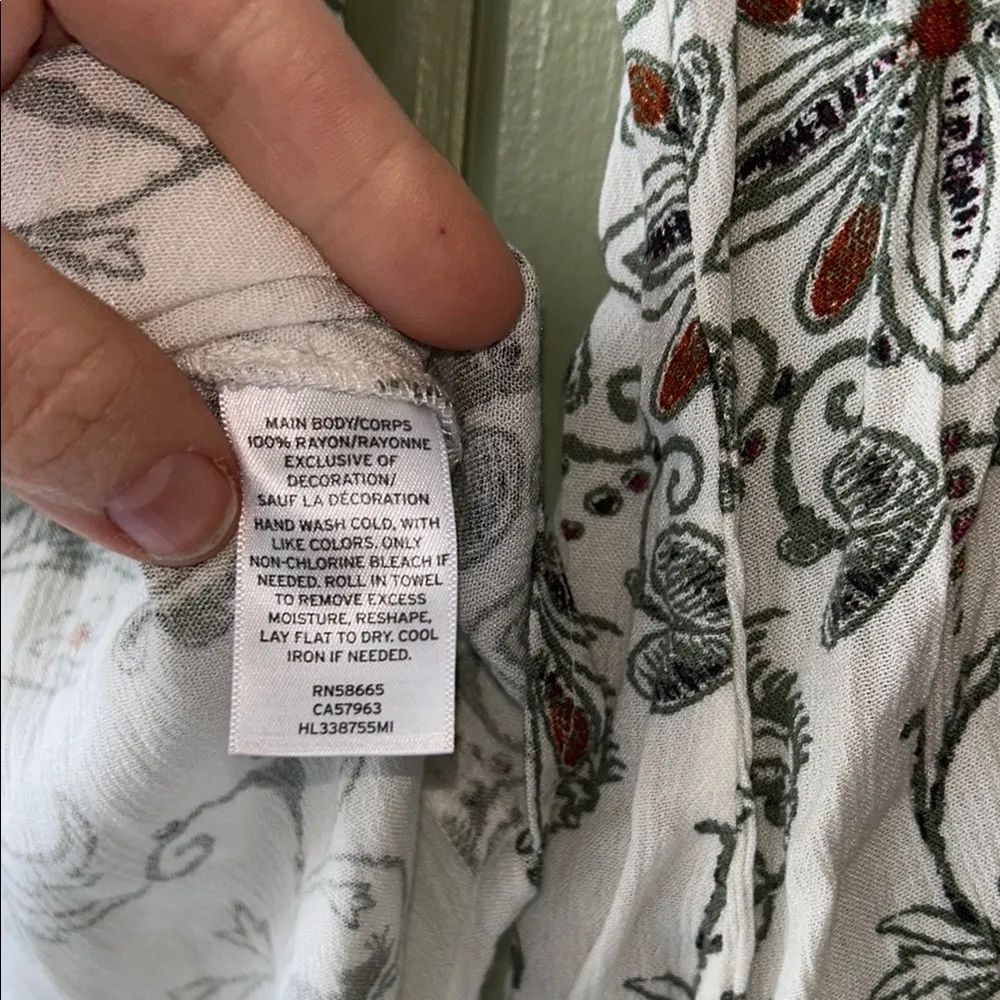 MAIN BODY/CORPS
100% RAYON/RAYONNE
EXCLUSIVE OF
DECORATION/
SAUF LA DÉCORATION
HAND WASH COLD, WITH
LIKE COLORS. ONLY
NON-CHLORINE BLEACH IF
NEEDED. ROLL IN TOWEL
TO REMOVE EXCESS
MOISTURE, RESHAPE,
LAY FLAT TO DRY. COOL
IRON IF NEEDED.
RN58665
CA57963
HL338755MI